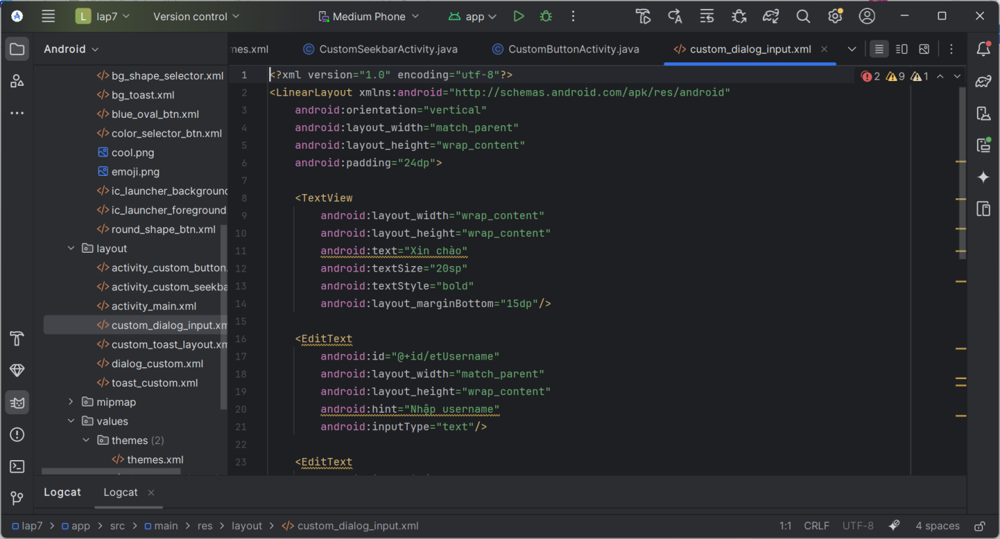 L lap7 Version control Medium Phone app
Android
mes.xml CustomSeekbarActivity.java CustomButtonActivity.java custom_dialog_input.xml
bg_shape_selector.xml
bg_toast.xml
blue_oval_btn.xml
color_selector_btn.xml
cool.png
emoji.png
ic_launcher_background
ic_launcher_foreground.
round_shape_btn.xml
layout
activity_custom_button.
activity_custom_seekba
activity_main.xml
custom_dialog_input.xm
custom_toast_layout.xm
dialog_custom.xml
toast_custom.xml
mipmap
values
themes (2)
themes.xml
2 9 1
1 <?xml version="1.0" encoding="utf-8"?>
2 <LinearLayout xmlns:android="http://schemas.android.com/apk/res/android"
3 android:orientation="vertical"
4 android:layout_width="match_parent"
5 android:layout_height="wrap_content"
6 android:padding="24dp">
7
8 <TextView
9 android:layout_width="wrap_content"
10 android:layout_height="wrap_content"
11 android:text="Xin chào"
12 android:textSize="20sp"
13 android:textStyle="bold"
14 android:layout_marginBottom="15dp"/>
15
16 <EditText
17 android:id="@+id/etUsername"
18 android:layout_width="match_parent"
19 android:layout_height="wrap_content"
20 android:hint="Nhập username"
21 android:inputType="text"/>
22
23 <EditText
Logcat Logcat
lap7 > app > src > main > res > layout > custom_dialog_input.xml 1:1 CRLF UTF-8 4 spaces